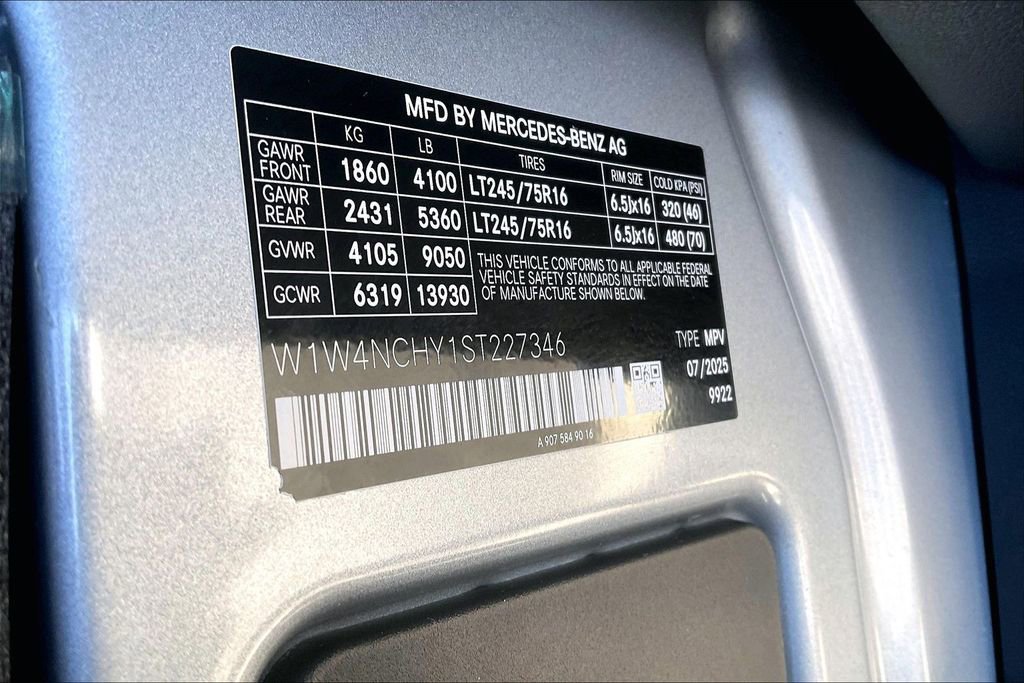 MFD BY MERCEDES-BENZ AG
KG LB TIRES RIM SIZE COLD KPA (PSI)
GAWR FRONT 1860 4100 LT245/75R16 6.5Jx16 320 (46)
GAWR REAR 2431 5360 LT245/75R16 6.5Jx16 480 (70)
GVWR 4105 9050
GCWR 6319 13930
THIS VEHICLE CONFORMS TO ALL APPLICABLE FEDERAL
VEHICLE SAFETY STANDARDS IN EFFECT ON THE DATE
OF MANUFACTURE SHOWN BELOW.
W1W4NCHY1ST227346
TYPE MPV
07/2025
9922
A 907 584 90 16